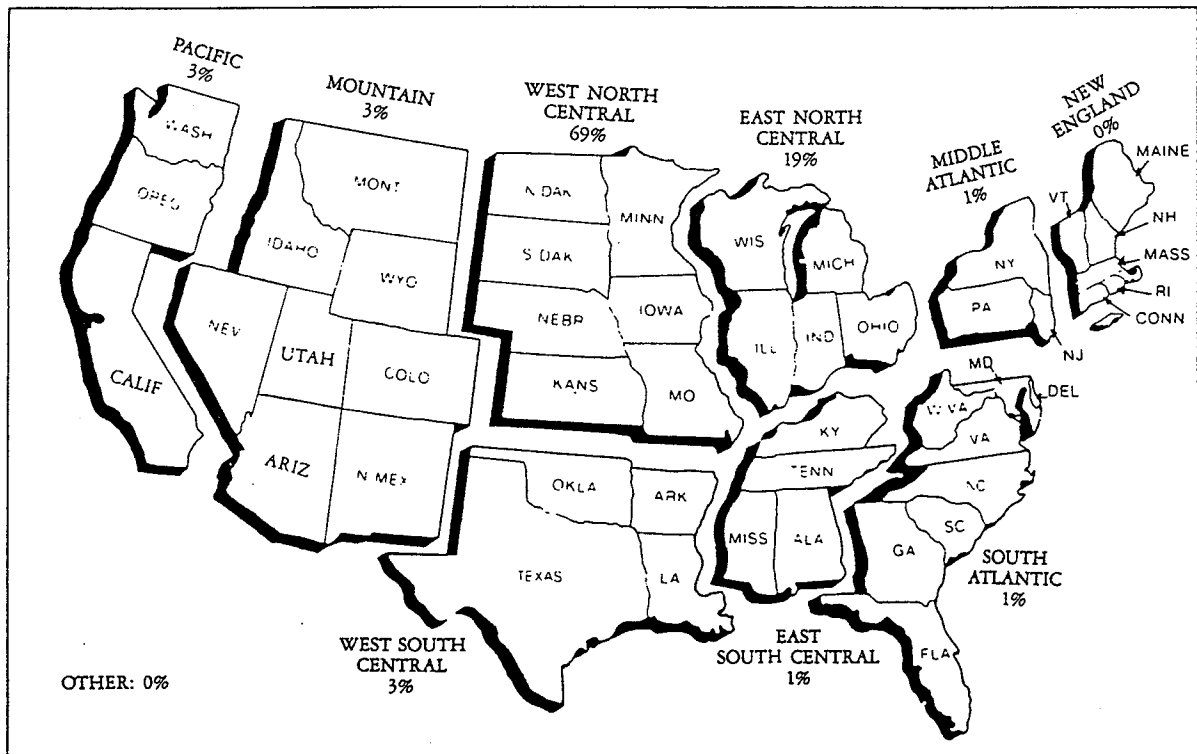 PACIFIC
3%
MOUNTAIN
3%
WEST NORTH
CENTRAL
69%
EAST NORTH
CENTRAL
19%
MIDDLE
ATLANTIC
1%
NEW
ENGLAND
0%
WASH
OREG
CALIF
MONT
IDAHO
WYO
NEV
UTAH
COLO
ARIZ
N MEX
N DAK
S DAK
NEBR
KANS
MINN
IOWA
MO
WIS
MICH
ILL
IND
OHIO
NY
PA
NJ
VT
MAINE
NH
MASS
RI
CONN
MD
DEL
W VA
VA
NC
SC
GA
FLA
KY
TENN
MISS
ALA
OKLA
ARK
TEXAS
LA
SOUTH
ATLANTIC
1%
EAST
SOUTH CENTRAL
1%
WEST SOUTH
CENTRAL
3%
OTHER: 0%